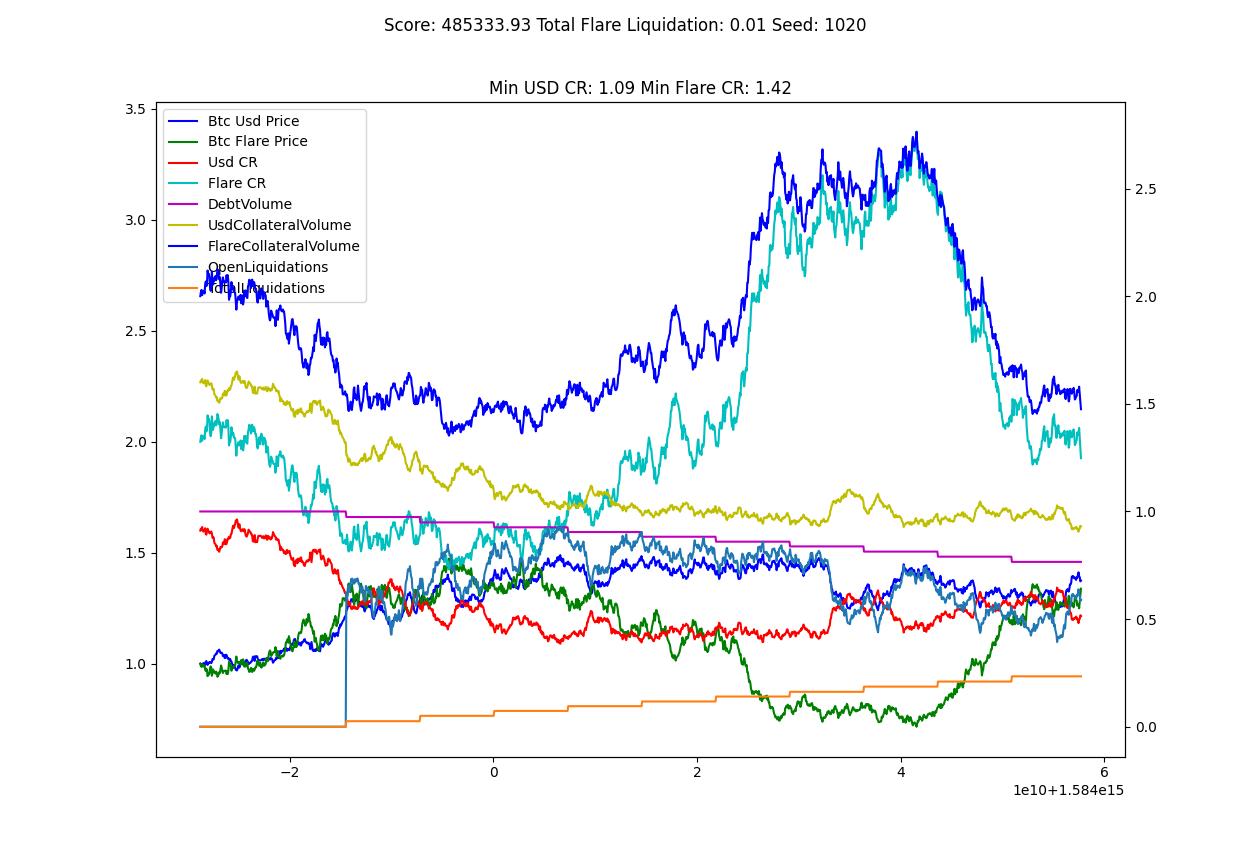 Score: 485333.93 Total Flare Liquidation: 0.01 Seed: 1020
Min USD CR: 1.09 Min Flare CR: 1.42
3.5
3.0
2.5
2.0
1.5
1.0
Btc Usd Price
Btc Flare Price
Usd CR
Flare CR
DebtVolume
UsdCollateralVolume
FlareCollateralVolume
OpenLiquidations
TotalLiquidations
2.5
2.0
1.5
1.0
0.5
0.0
−2
0
2
4
6
1e10+1.584e15